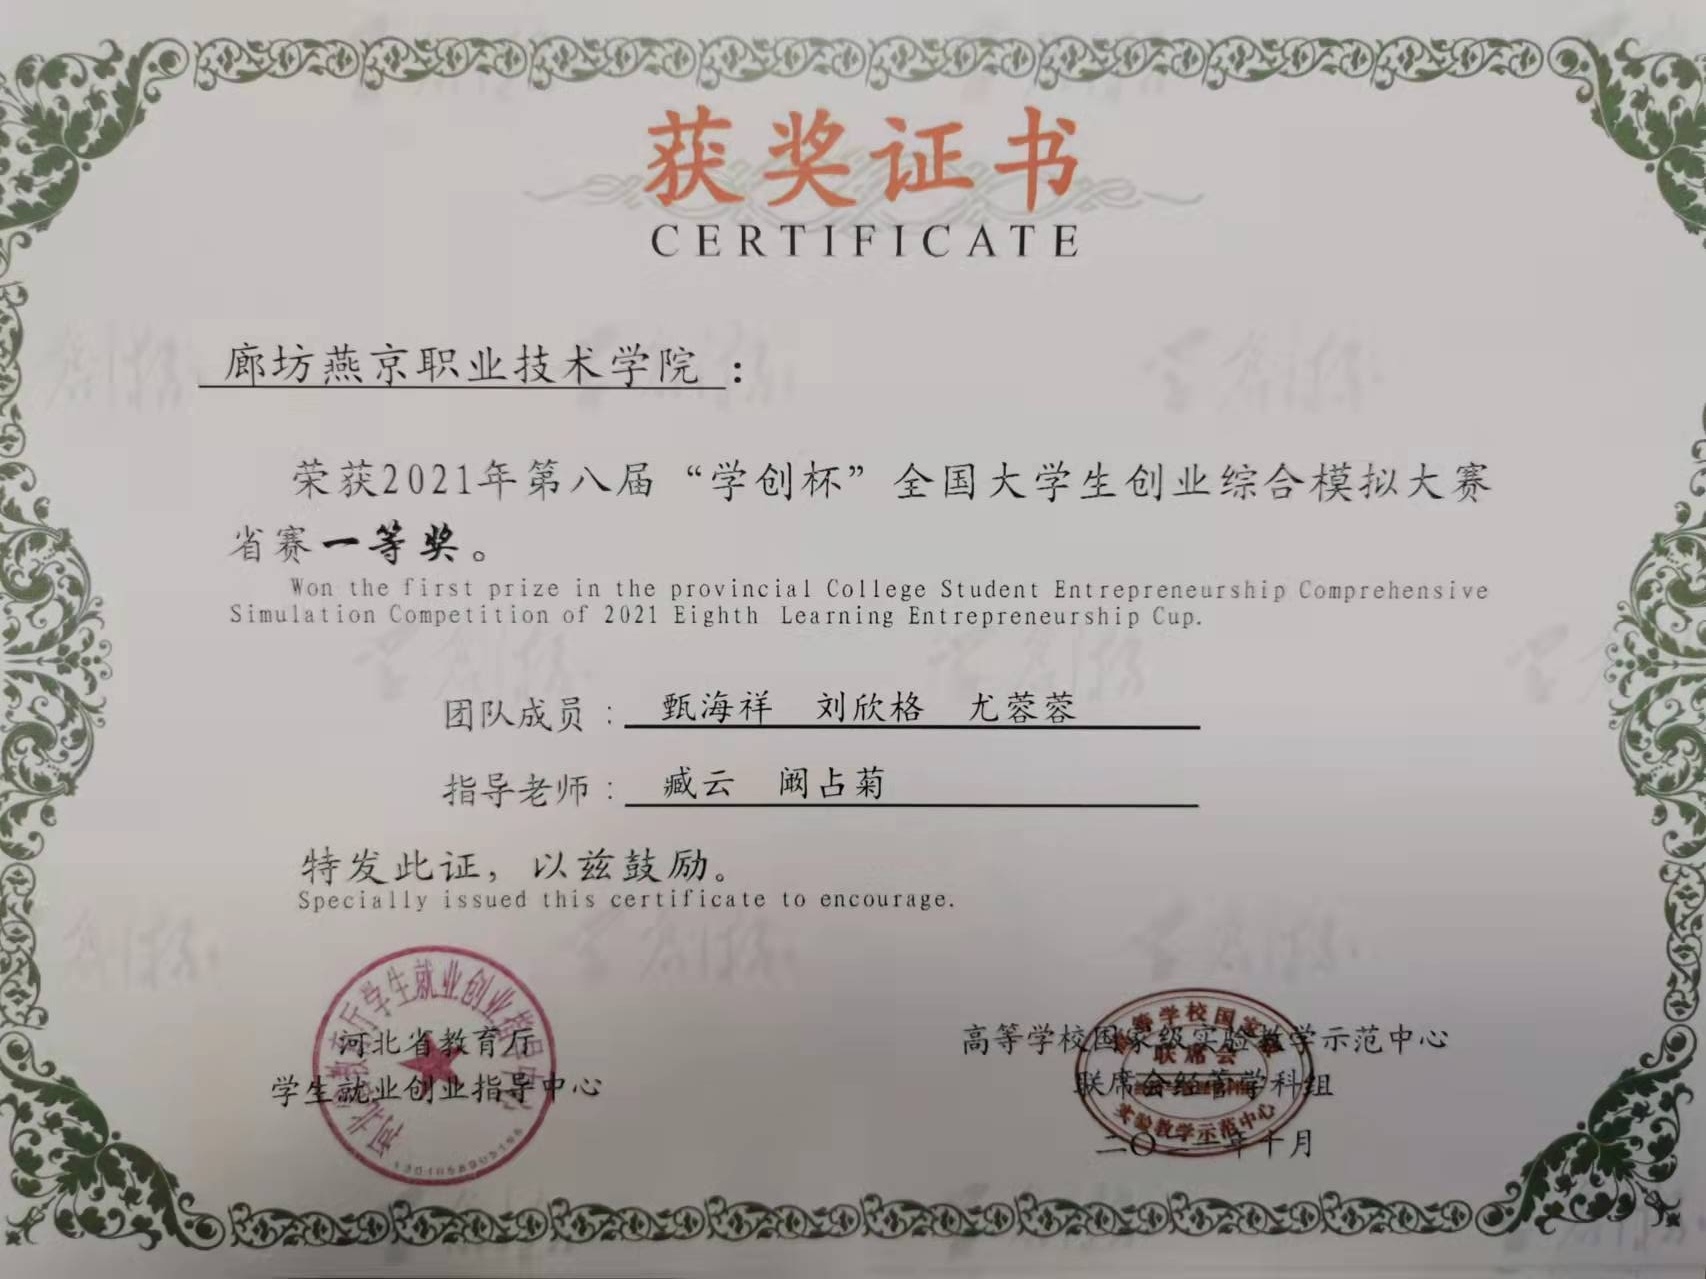 获奖证书
CERTIFICATE
廊坊燕京职业技术学院：
荣获2021年第八届“学创杯”全国大学生创业综合模拟大赛
省赛一等奖。
Won the first prize in the provincial College Student Entrepreneurship Comprehensive
Simulation Competition of 2021 Eighth Learning Entrepreneurship Cup.
团队成员：甄海祥 刘欣格 尤蓉蓉
指导老师：臧云 阚占菊
特发此证，以兹鼓励。
Specially issued this certificate to encourage.
河北省教育厅
学生就业创业指导中心
高等学校国家级实验教学示范中心
联席会经管学科组
二〇二一年十月